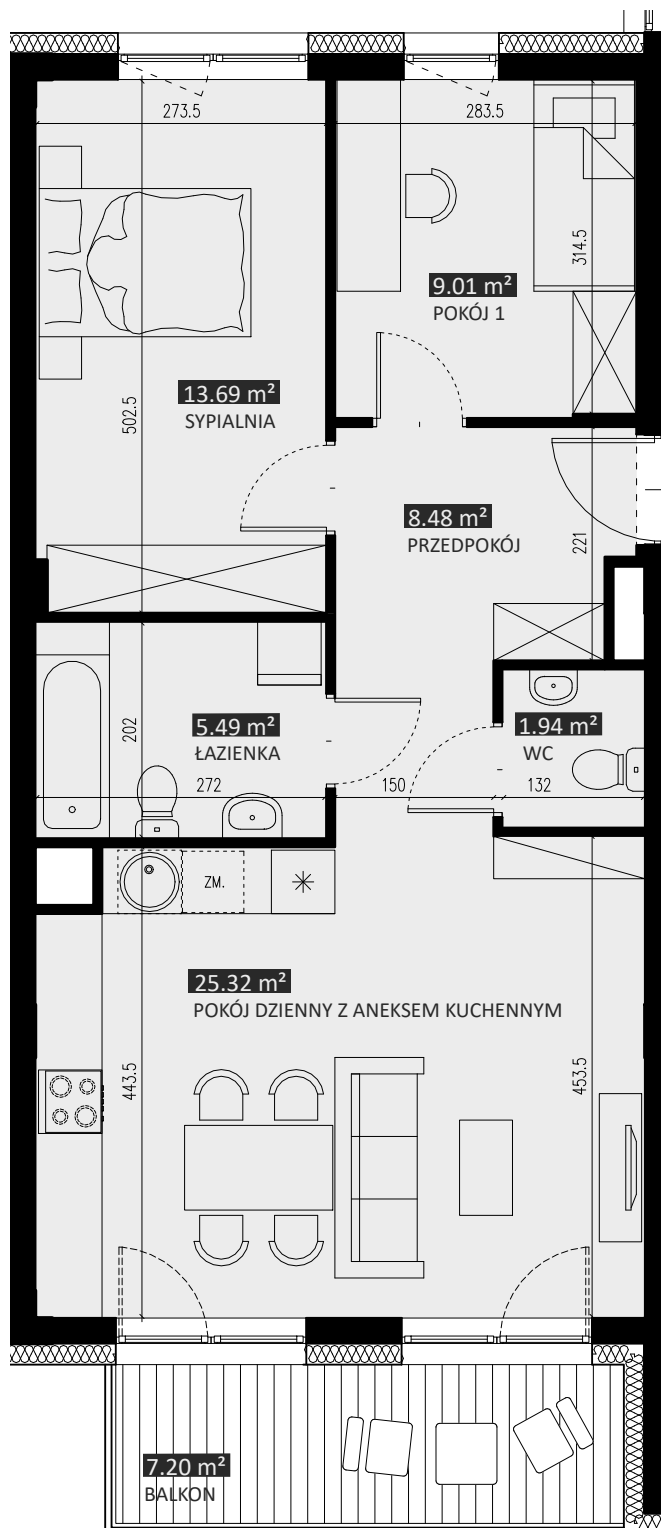 273.5
283.5
314.5
9.01 m²
POKÓJ 1
13.69 m²
SYPIALNIA
502.5
8.48 m²
PRZEDPOKÓJ
221
202
5.49 m²
ŁAZIENKA
272
150
1.94 m²
WC
132
ZM.
25.32 m²
POKÓJ DZIENNY Z ANEKSEM KUCHENNYM
443.5
453.5
7.20 m²
BALKON